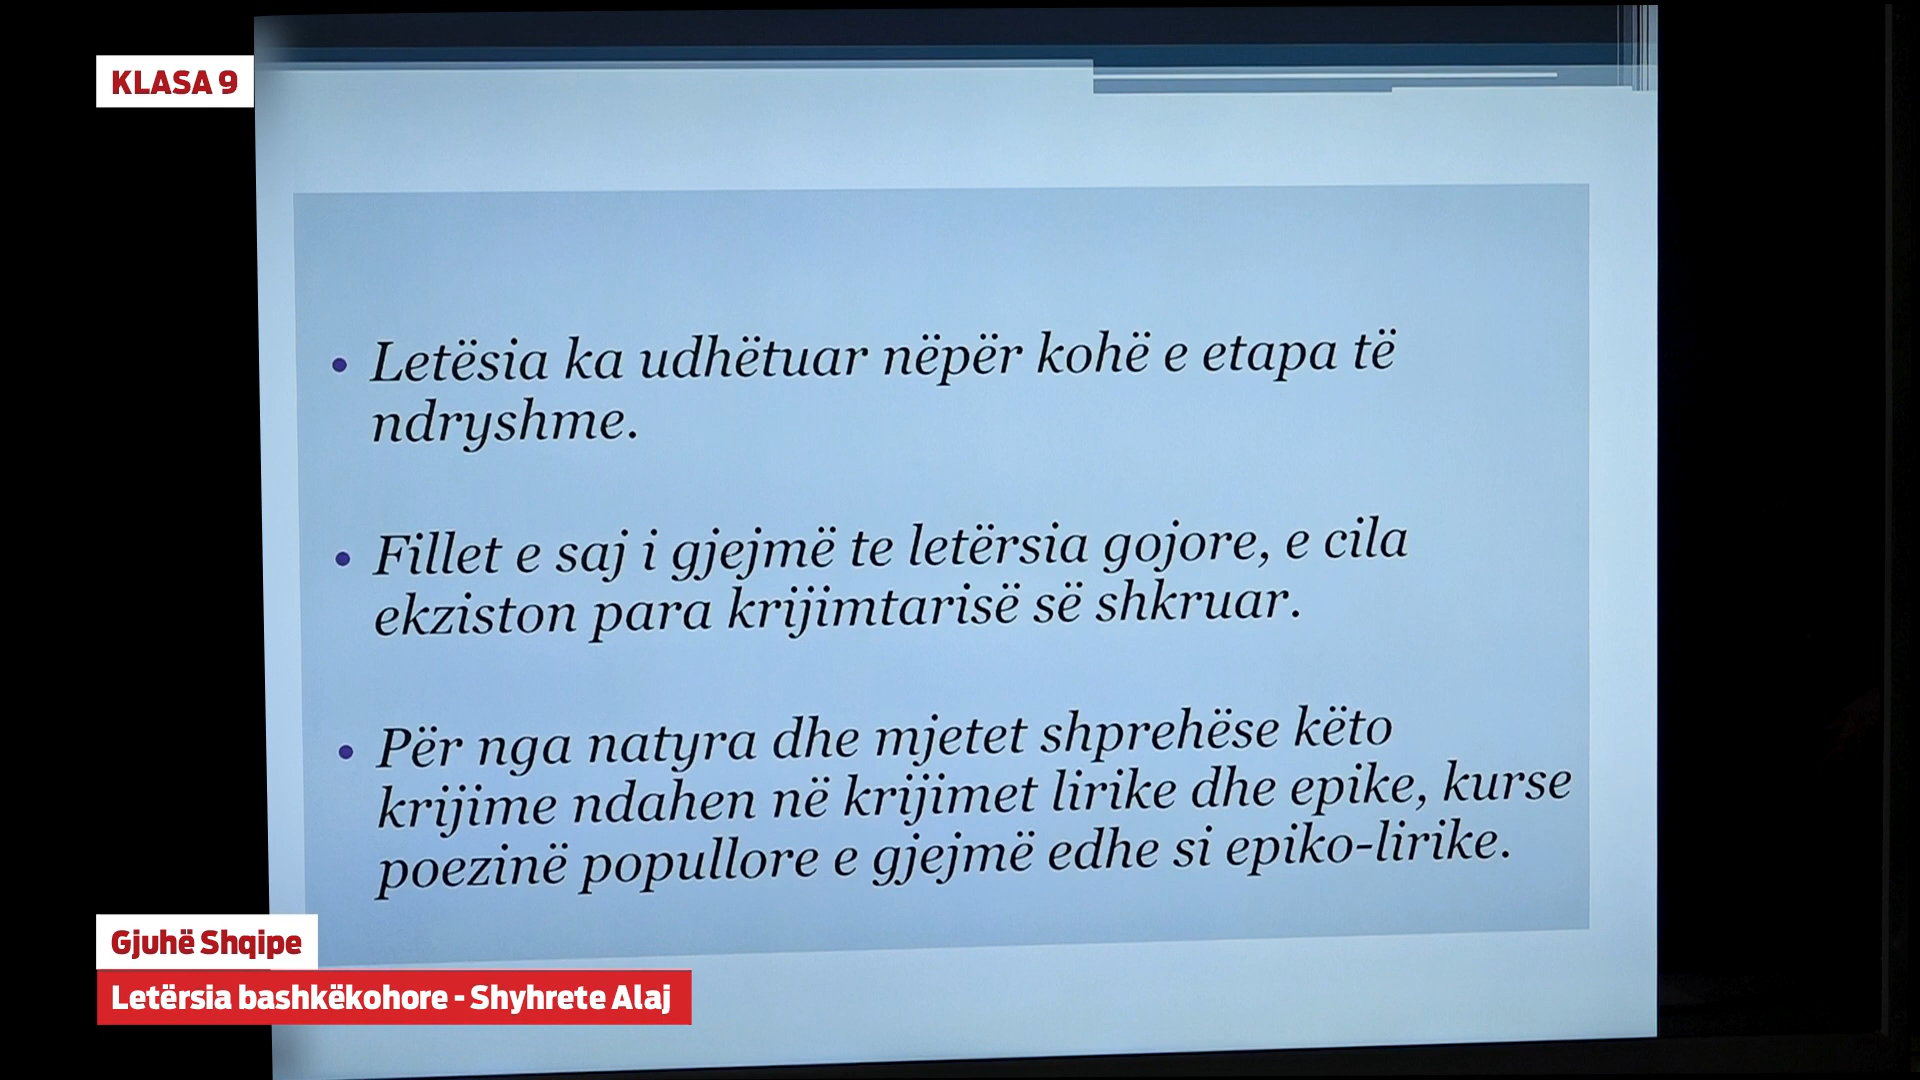 KLASA 9
• Letësia ka udhëtuar nëpër kohë e etapa të
ndryshme.
• Fillet e saj i gjejmë te letërsia gojore, e cila
ekziston para krijimtarisë së shkruar.
• Për nga natyra dhe mjetet shprehëse këto
krijime ndahen në krijimet lirike dhe epike, kurse
poezinë popullore e gjejmë edhe si epiko-lirike.
Gjuhë Shqipe
Letërsia bashkëkohore - Shyhrete Alaj